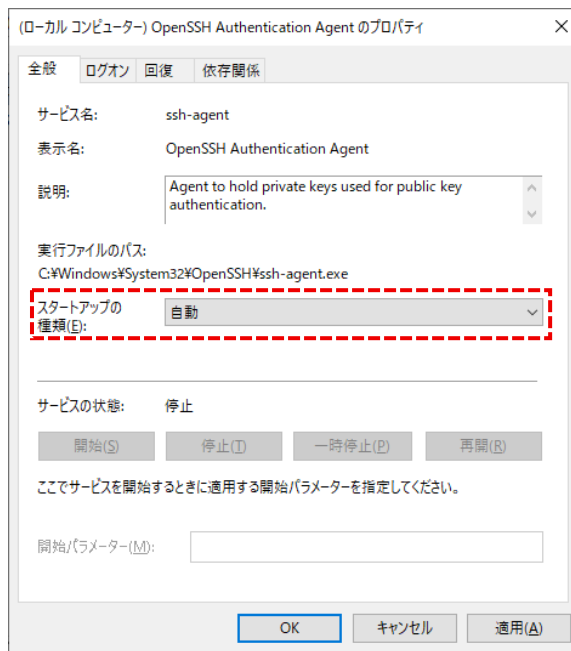 (ローカル コンピューター) OpenSSH Authentication Agent のプロパティ
全般 ログオン 回復 依存関係
サービス名: ssh-agent
表示名: OpenSSH Authentication Agent
説明: Agent to hold private keys used for public key
authentication.
実行ファイルのパス:
C:¥Windows¥System32¥OpenSSH¥ssh-agent.exe
スタートアップの
種類(E): 自動
サービスの状態: 停止
開始(S) 停止(T) 一時停止(P) 再開(R)
ここでサービスを開始するときに適用する開始パラメーターを指定してください。
開始パラメーター(M):
OK キャンセル 適用(A)